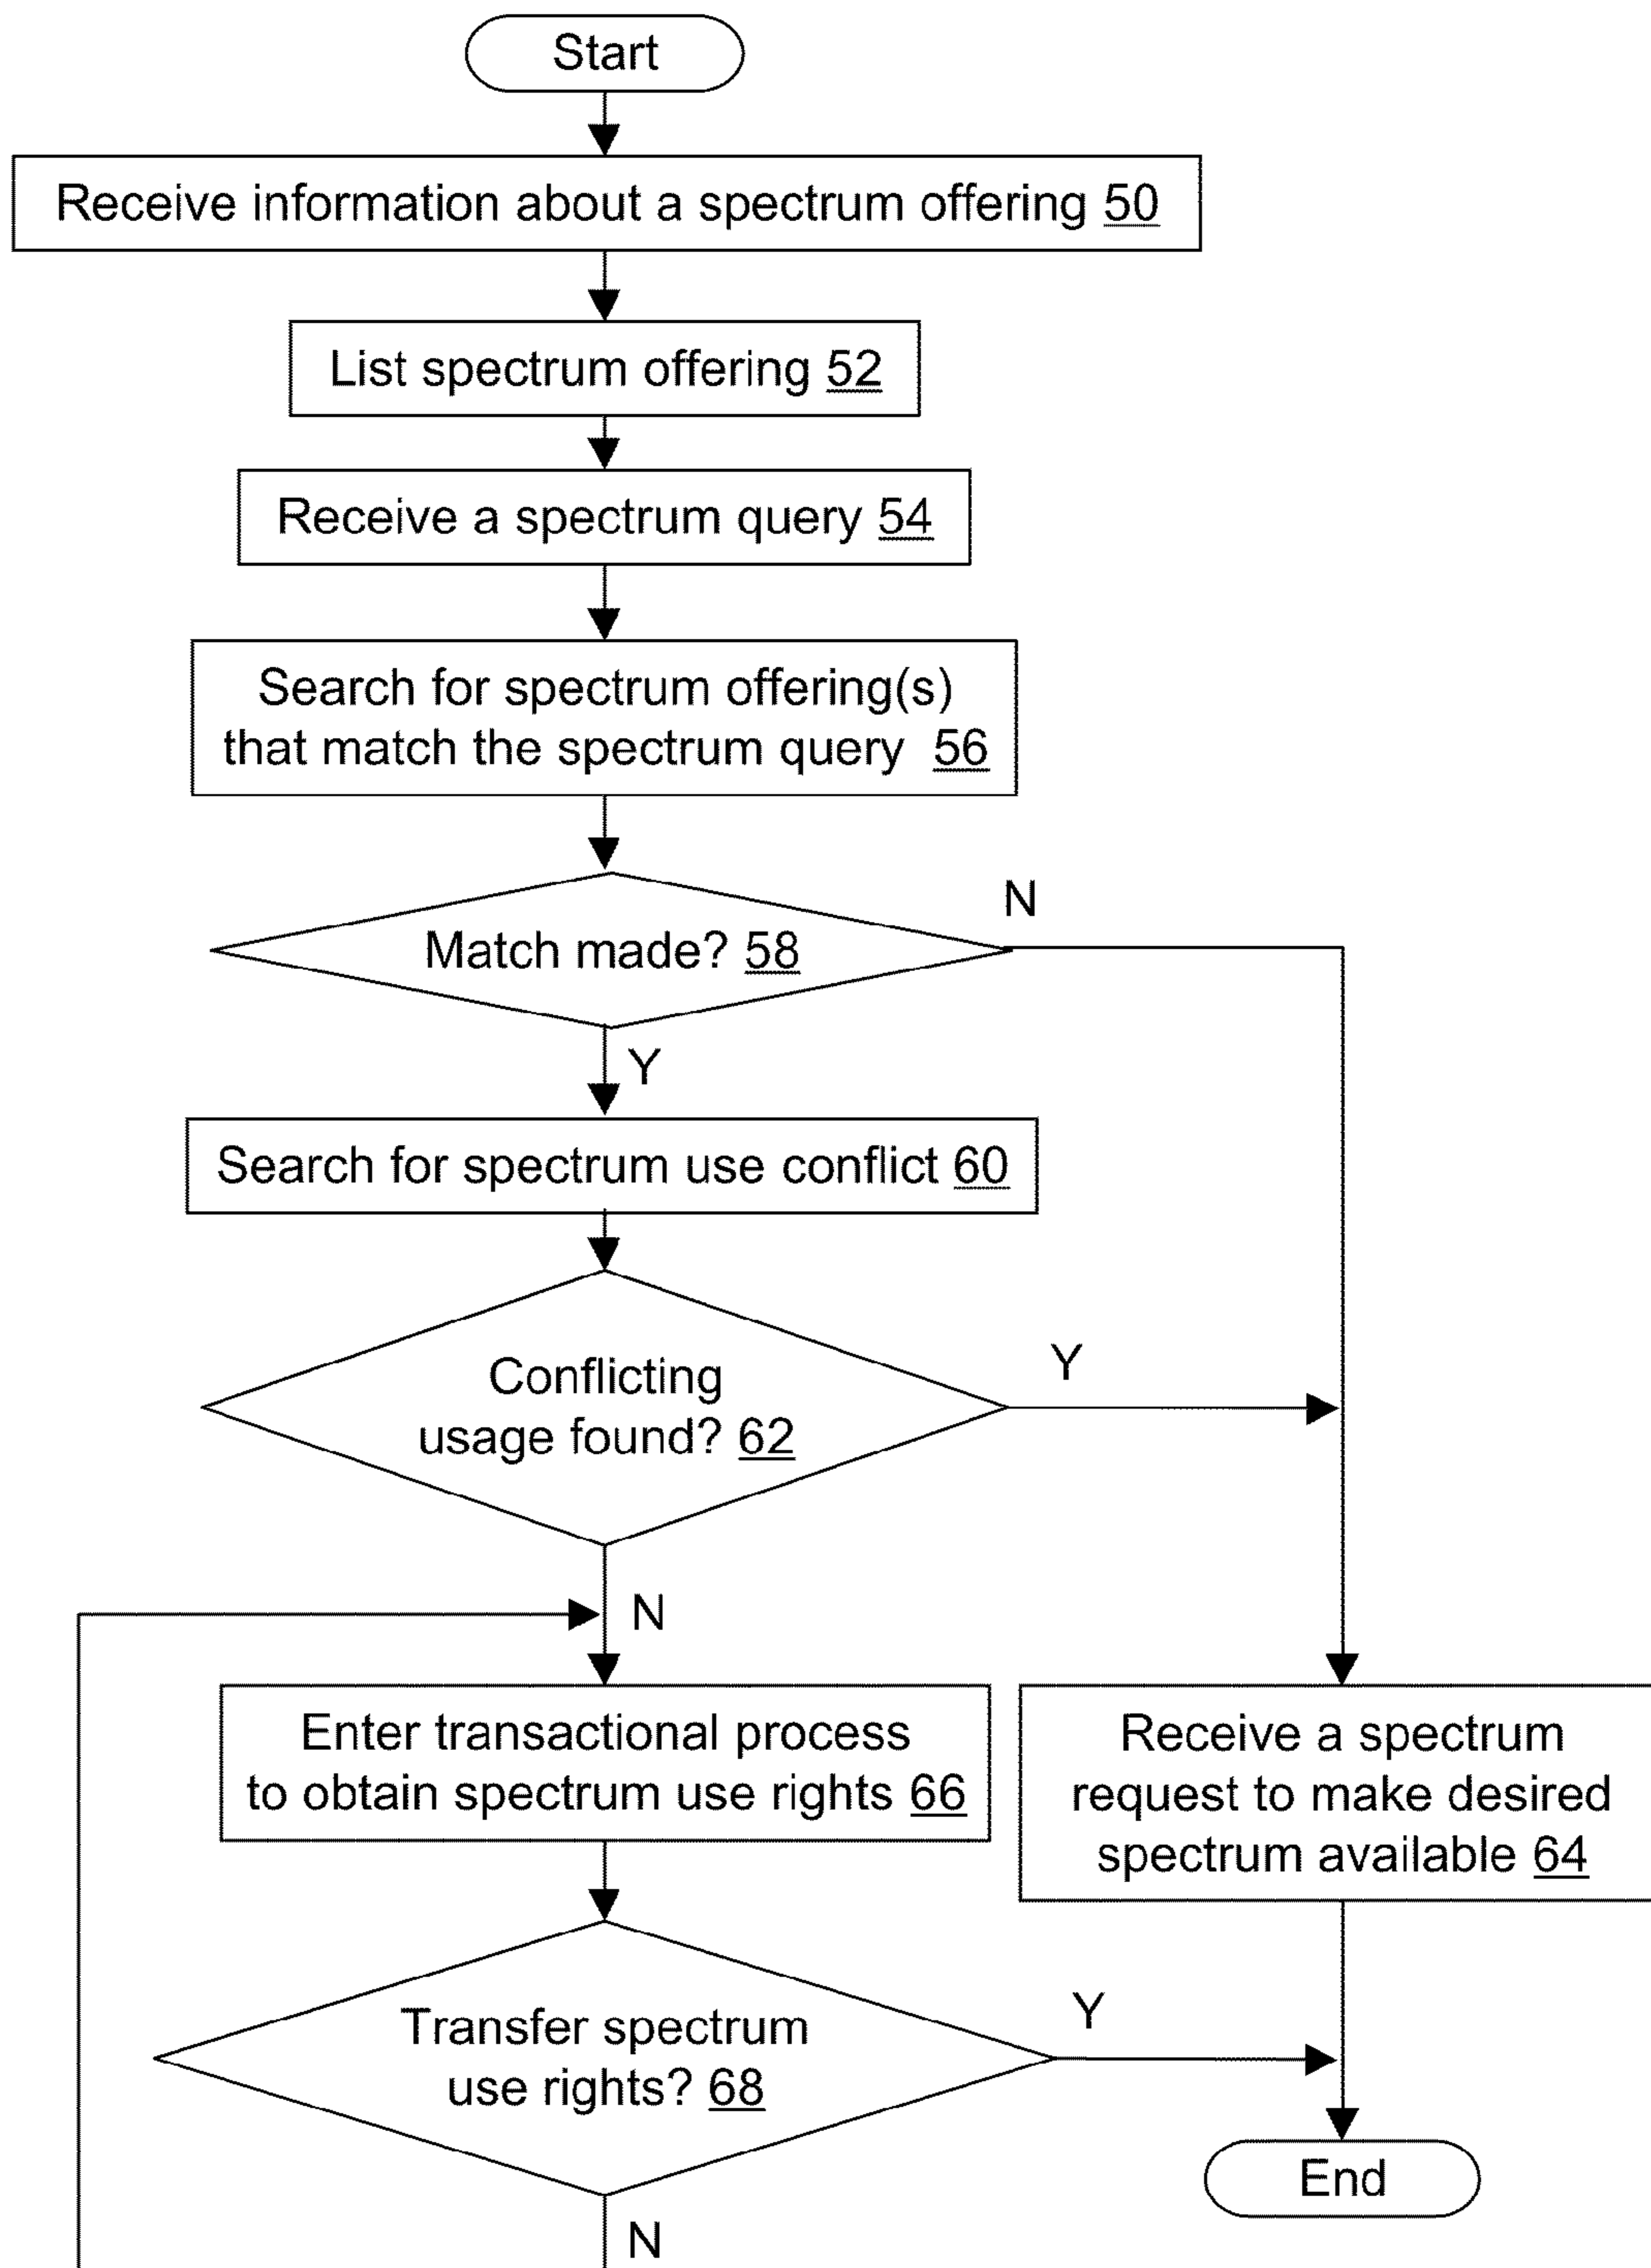 Start
Receive information about a spectrum offering 50
List spectrum offering 52
Receive a spectrum query 54
Search for spectrum offering(s)
that match the spectrum query 56
Match made? 58
N
Y
Search for spectrum use conflict 60
Conflicting
usage found? 62
Y
N
Enter transactional process
to obtain spectrum use rights 66
Receive a spectrum
request to make desired
spectrum available 64
Transfer spectrum
use rights? 68
Y
N
End